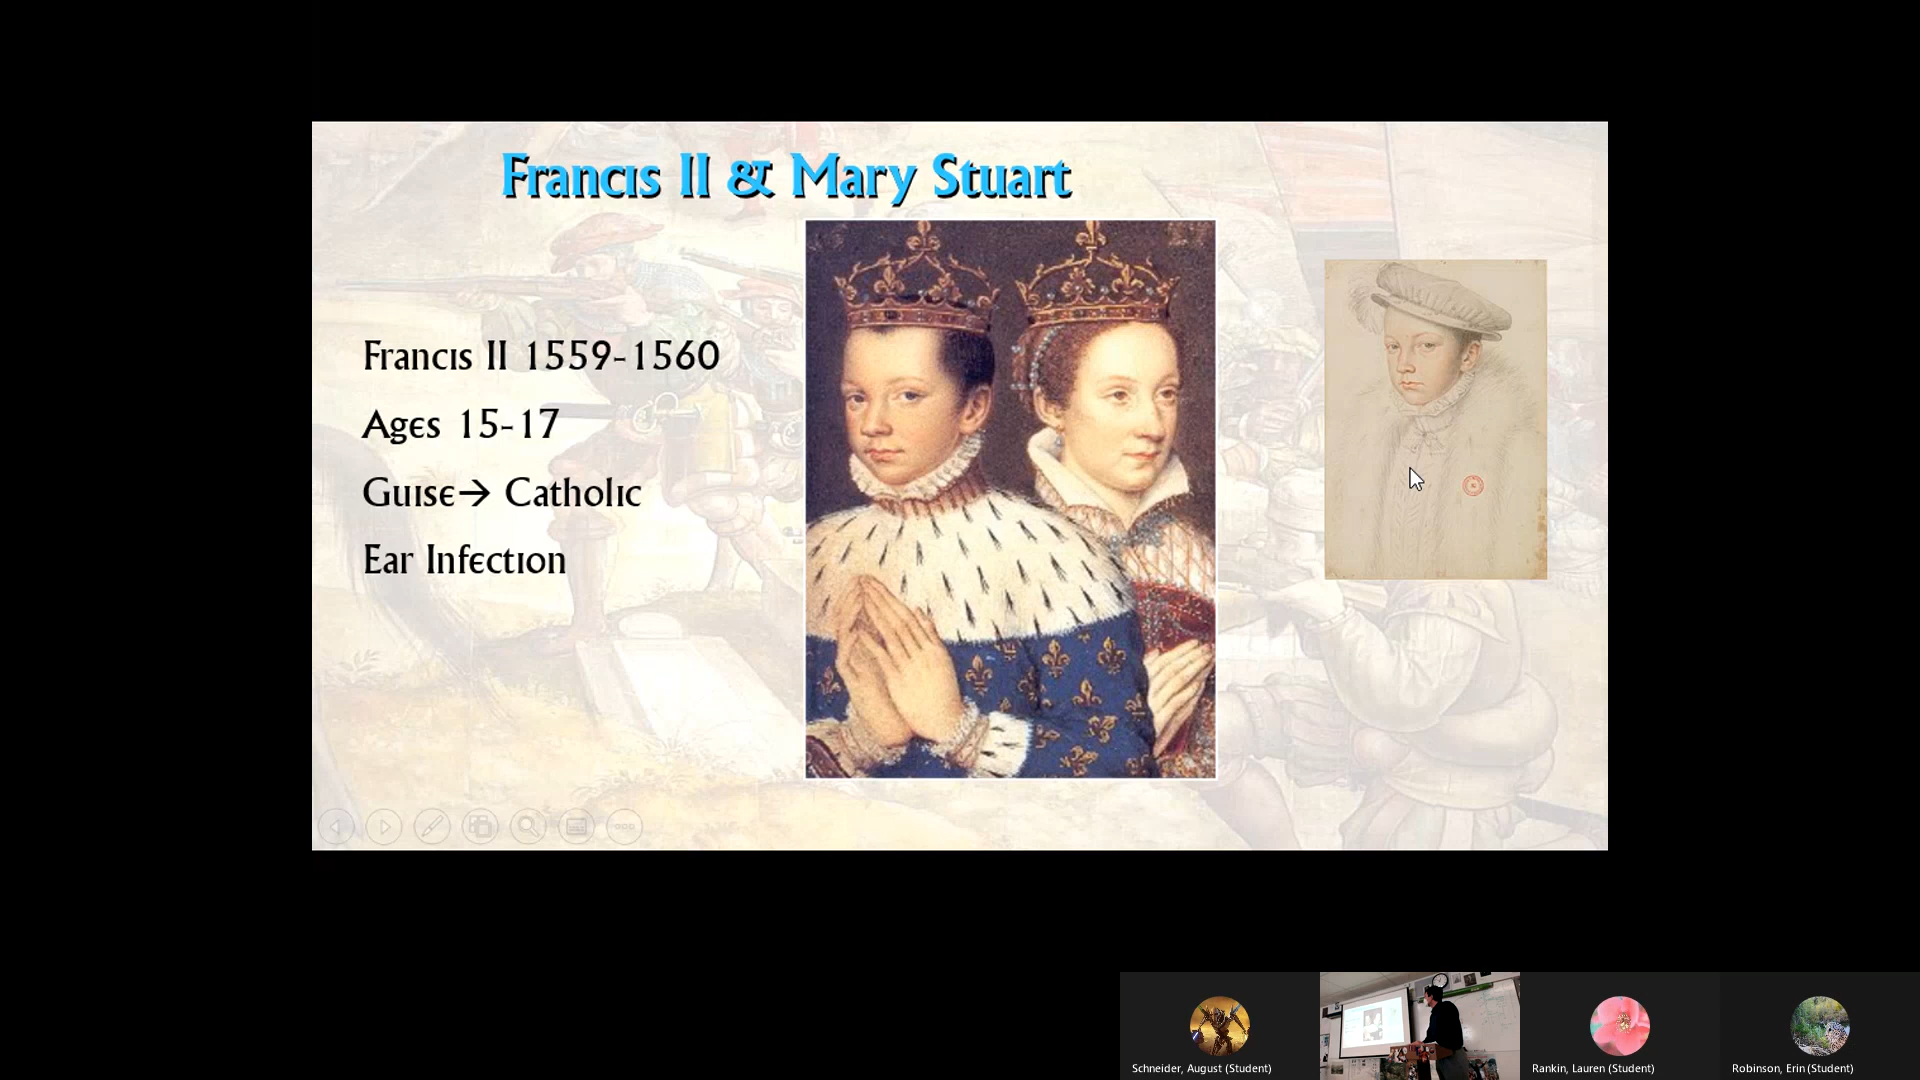 Francis II & Mary Stuart
Francis II 1559-1560
Ages 15-17
Guise→ Catholic
Ear Infection
Schneider, August (Student)
Rankin, Lauren (Student)
Robinson, Erin (Student)